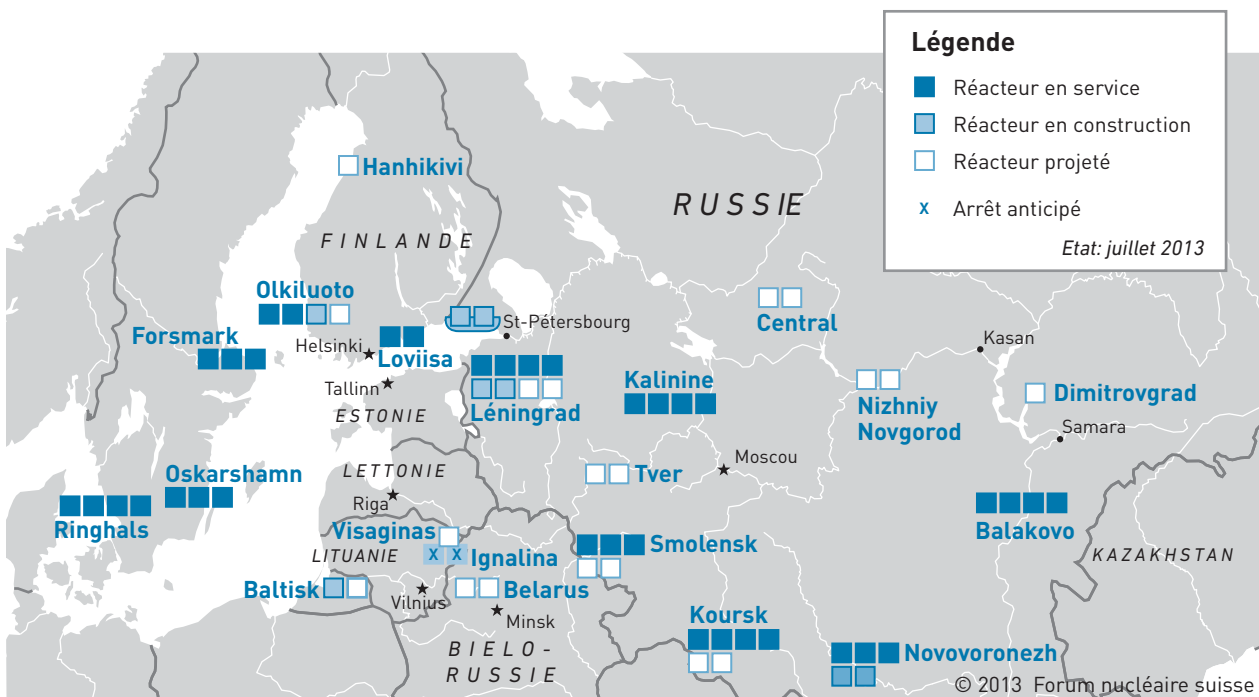 Légende
Réacteur en service
Réacteur en construction
Réacteur projeté
x Arrêt anticipé
Etat: juillet 2013
Hanhikivi
RUSSIE
FINLANDE
Olkiluoto
Central
St-Pétersbourg
Forsmark
Helsinki
Loviisa
Kasan
Tallinn
Kalinine
Dimitrovgrad
ESTONIE
Léningrad
Nizhniy
Novgorod
Samara
Moscou
LETTONIE
Oskarshamn
Tver
Riga
Ringhals
Balakovo
Visaginas
Smolensk
LITUANIE
x x
Ignalina
KAZAKHSTAN
Baltisk
Belarus
Vilnius
Minsk
Koursk
BIELO-
RUSSIE
Novovoronezh
© 2013 Forum nucléaire suisse